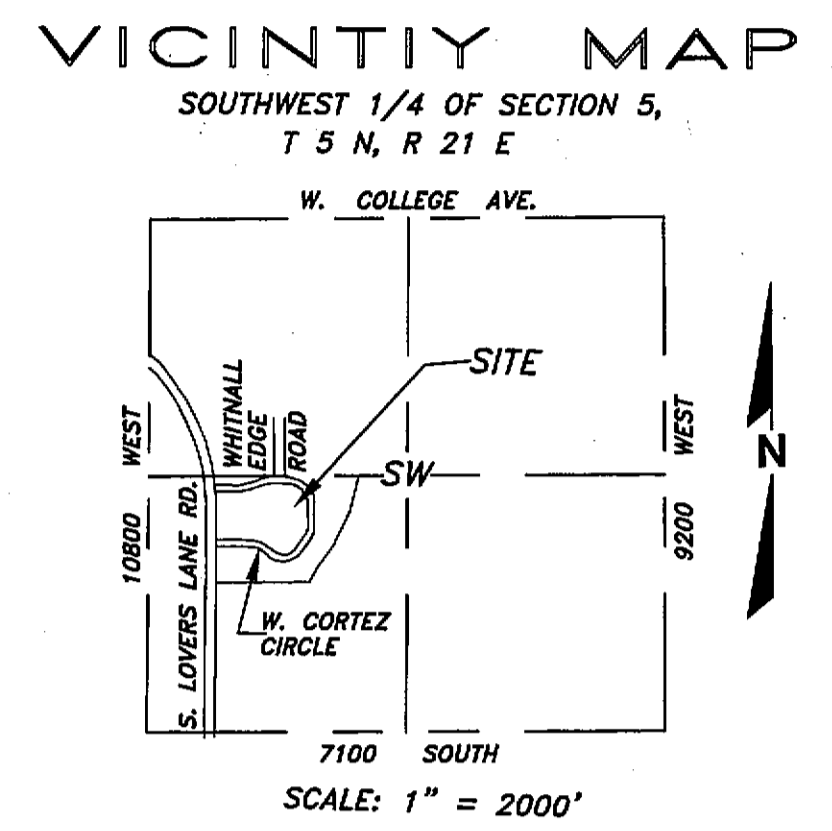 VICINTIY MAP
SOUTHWEST 1/4 OF SECTION 5,
T 5 N, R 21 E
W. COLLEGE AVE.
SITE
WHITNALL
EDGE
ROAD
WEST
WEST
N
SW
10800
S. LOVERS LANE RD.
9200
W. CORTEZ
CIRCLE
7100 SOUTH
SCALE: 1" = 2000'